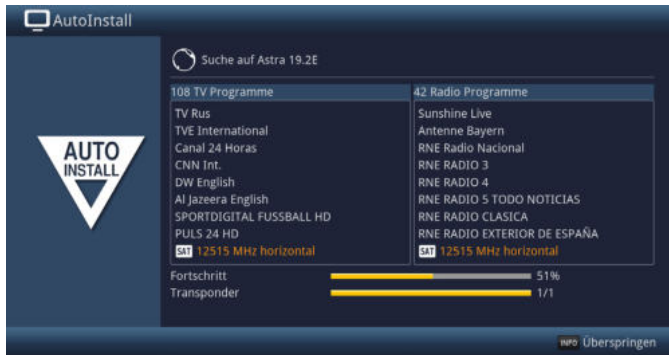 AutoInstall
Suche auf Astra 19.2E
108 TV Programme
TV Rus
TVE International
Canal 24 Horas
CNN Int.
DW English
Al Jazeera English
SPORTDIGITAL FUSSBALL HD
PULS 24 HD
SAT 12515 MHz horizontal
42 Radio Programme
Sunshine Live
Antenne Bayern
RNE Radio Nacional
RNE RADIO 3
RNE RADIO 4
RNE RADIO 5 TODO NOTICIAS
RNE RADIO CLASICA
RNE RADIO EXTERIOR DE ESPAÑA
SAT 12515 MHz horizontal
AUTO
INSTALL
Fortschritt 51%
Transponder 1/1
INFO Überspringen